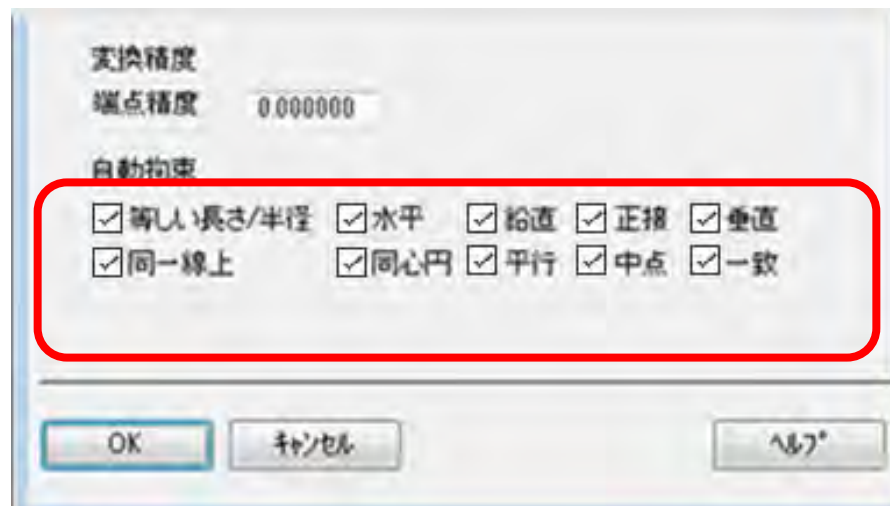 変換精度
端点精度 0.000000
自動拘束
等しい長さ/半径 水平 鉛直 正接 垂直
同一線上 同心円 平行 中点 一致
OK キャンセル ヘルプ